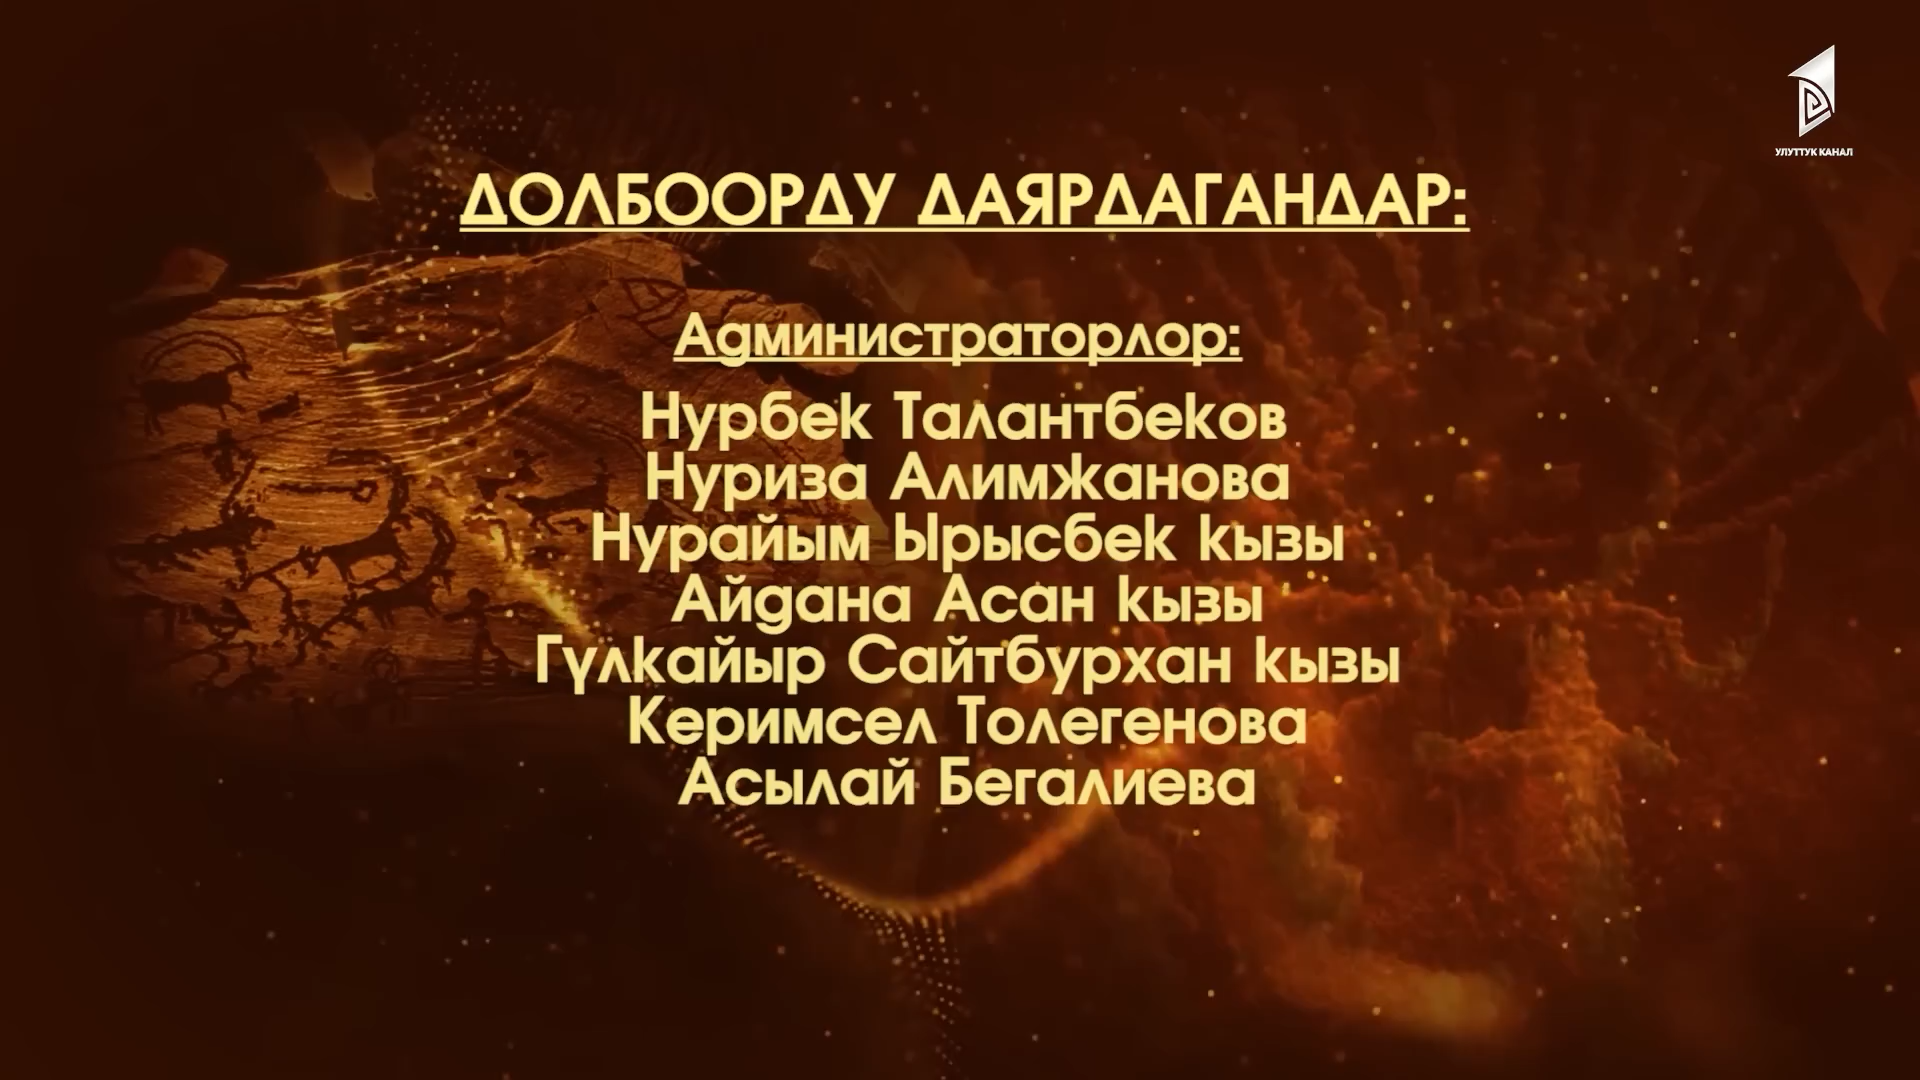 УЛУТТУК КАНАЛ
ДОЛБООРДУ ДАЯРДАГАНДАР:
Администраторлор:
Нурбек Талантбеков
Нуриза Алимжанова
Нурайым Ырысбек кызы
Айдана Асан кызы
Гүлкайыр Сайтбурхан кызы
Керимсел Толегенова
Асылай Бегалиева